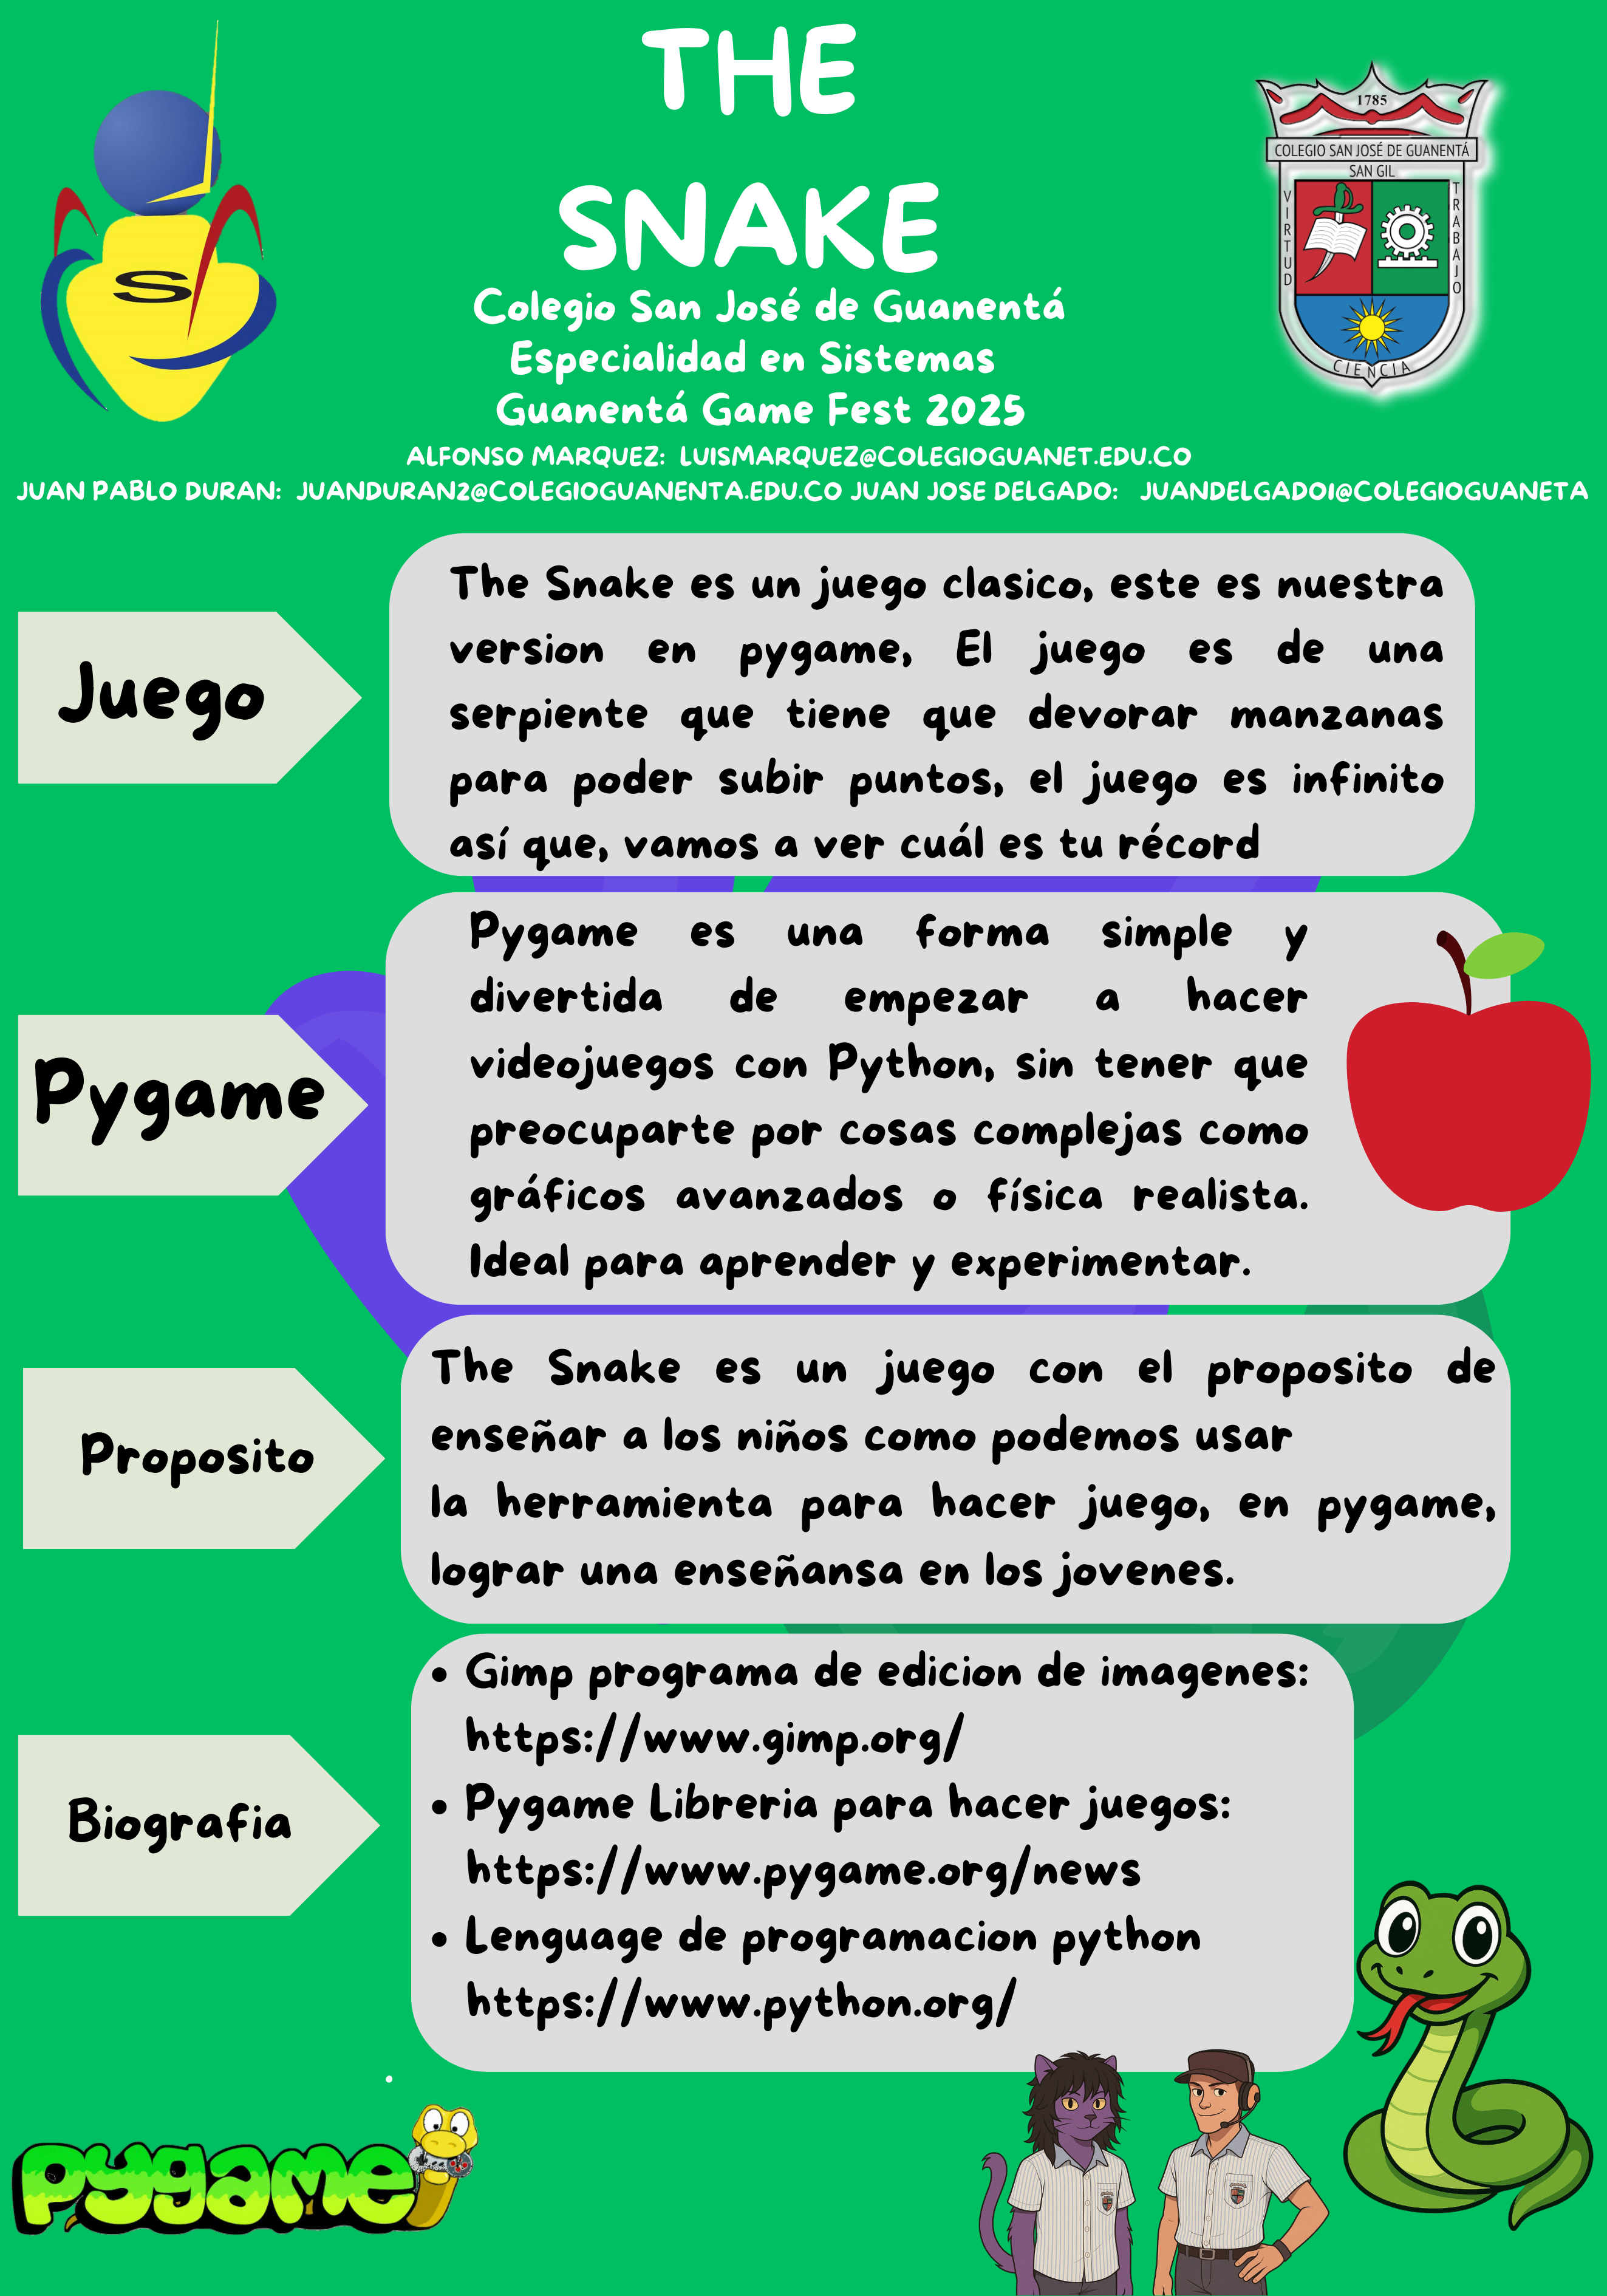 THE
SNAKE
1785
COLEGIO SAN JOSÉ DE GUANENTÁ
SAN GIL
VIRTUD
TRABAJO
CIENCIA
S
Colegio San José de Guanentá
Especialidad en Sistemas
Guanentá Game Fest 2025
ALFONSO MARQUEZ: LUISMARQUEZ@COLEGIOGUANET.EDU.CO
JUAN PABLO DURAN: JUANDURAN2@COLEGIOGUANENTA.EDU.CO JUAN JOSE DELGADO: JUANDELGADO1@COLEGIOGUANETA
Juego
The Snake es un juego clasico, este es nuestra
version en pygame, El juego es de una
serpiente que tiene que devorar manzanas
para poder subir puntos, el juego es infinito
así que, vamos a ver cuál es tu récord
Pygame
Pygame es una forma simple y
divertida de empezar a hacer
videojuegos con Python, sin tener que
preocuparte por cosas complejas como
gráficos avanzados o física realista.
Ideal para aprender y experimentar.
Proposito
The Snake es un juego con el proposito de
enseñar a los niños como podemos usar
la herramienta para hacer juego, en pygame,
lograr una enseñansa en los jovenes.
Biografia
• Gimp programa de edicion de imagenes:
https://www.gimp.org/
• Pygame Libreria para hacer juegos:
https://www.pygame.org/news
• Lenguage de programacion python
https://www.python.org/
pygame